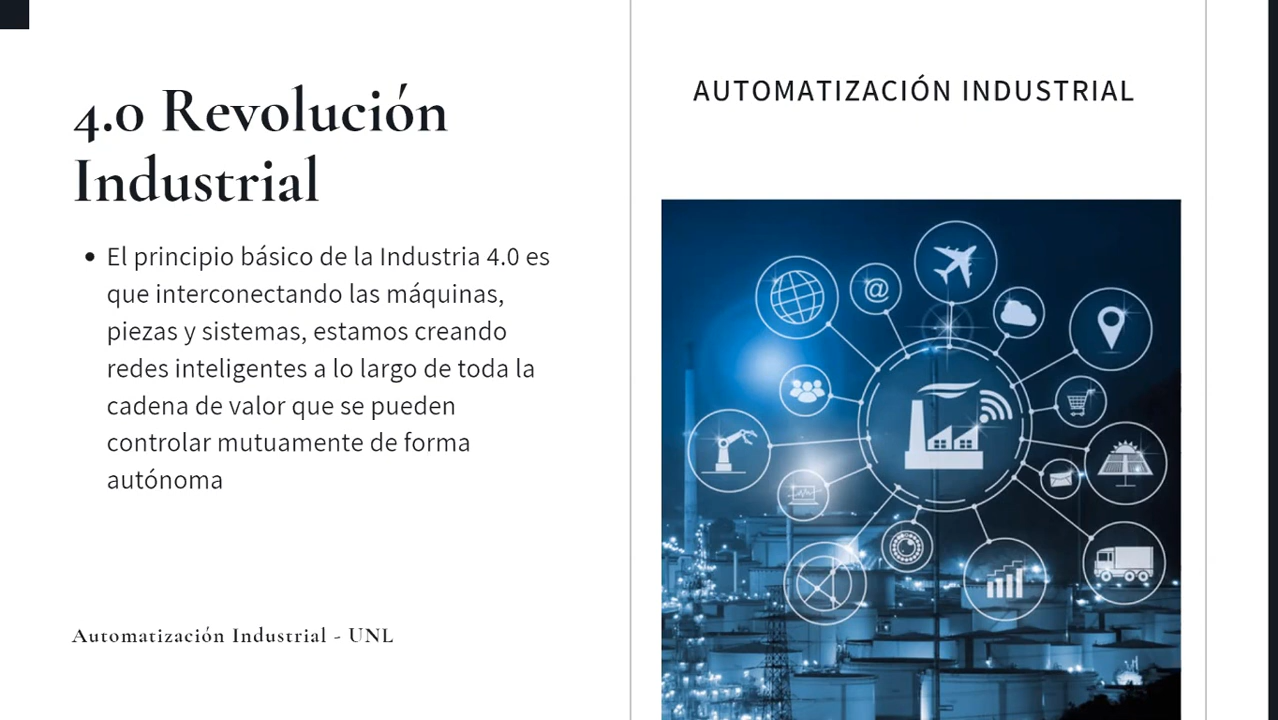 4.0 Revolución
Industrial
• El principio básico de la Industria 4.0 es
que interconectando las máquinas,
piezas y sistemas, estamos creando
redes inteligentes a lo largo de toda la
cadena de valor que se pueden
controlar mutuamente de forma
autónoma
Automatización Industrial - UNL
AUTOMATIZACIÓN INDUSTRIAL
@